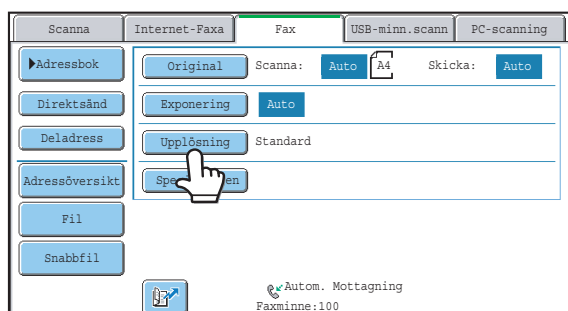 Scanna Internet-Faxa Fax USB-minn.scann PC-scanning
Adressbok Original Scanna: Auto A4 Skicka: Auto
Direktsänd Exponering Auto
Deladress Upplösning Standard
Adressöversikt
Fil
Snabbfil
Autom. Mottagning
Faxminne:100